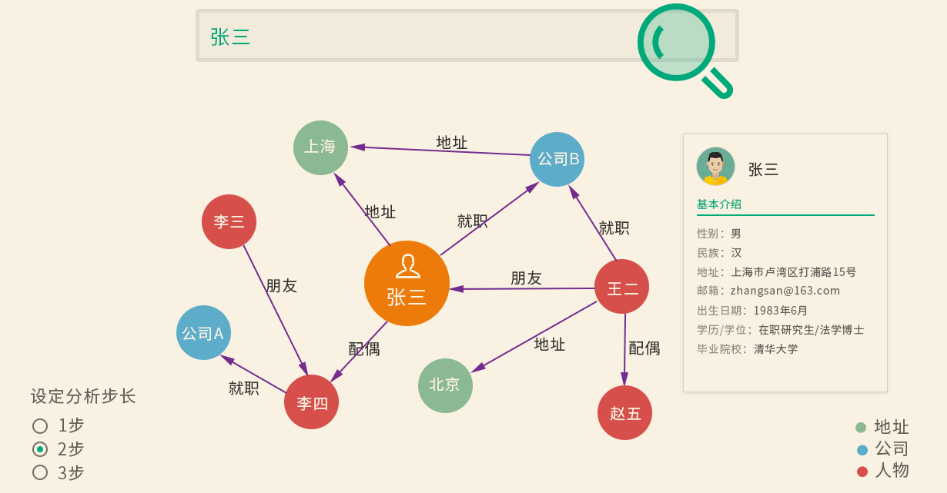 张三
上海
地址
公司B
张三
基本介绍
性别：男
民族：汉
地址：上海市卢湾区打浦路15号
邮箱：zhangsan@163.com
出生日期：1983年6月
学历/学位：在职研究生/法学博士
毕业院校：清华大学
李三
地址
就职
就职
朋友
张三
朋友
王二
公司A
配偶
地址
配偶
就职
李四
北京
赵五
设定分析步长
1步
2步
3步
地址
公司
人物